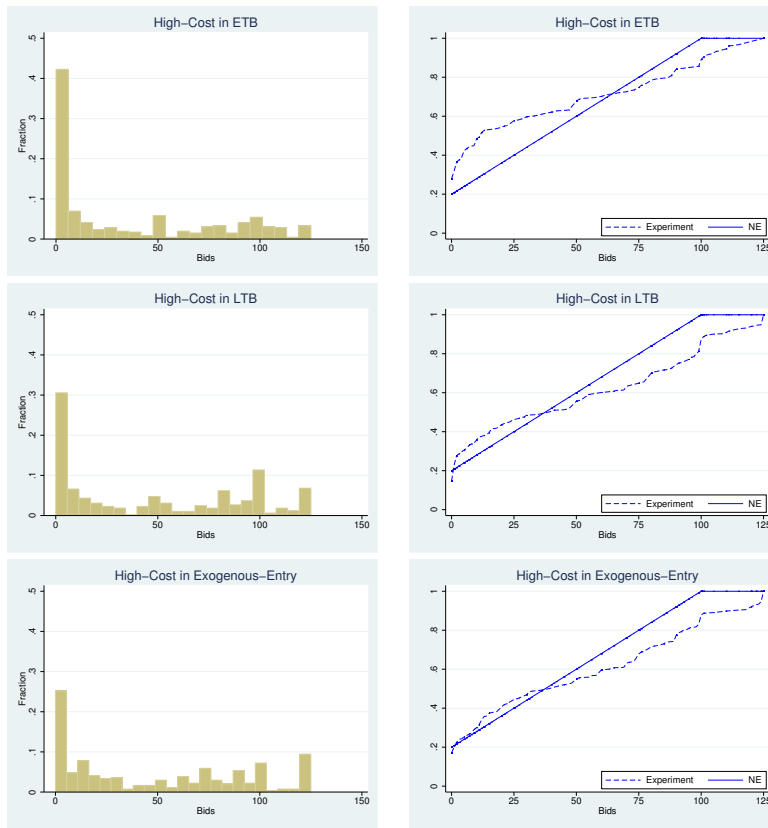 High−Cost in ETB
Fraction
0 .1 .2 .3 .4 .5
0 50 100 150
Bids
High−Cost in ETB
0 .2 .4 .6 .8 1
0 25 50 75 100 125
Bids
Experiment NE
High−Cost in LTB
Fraction
0 .1 .2 .3 .4 .5
0 50 100 150
Bids
High−Cost in LTB
0 .2 .4 .6 .8 1
0 25 50 75 100 125
Bids
Experiment NE
High−Cost in Exogenous−Entry
Fraction
0 .1 .2 .3 .4 .5
0 50 100 150
Bids
High−Cost in Exogenous−Entry
0 .2 .4 .6 .8 1
0 25 50 75 100 125
Bids
Experiment NE